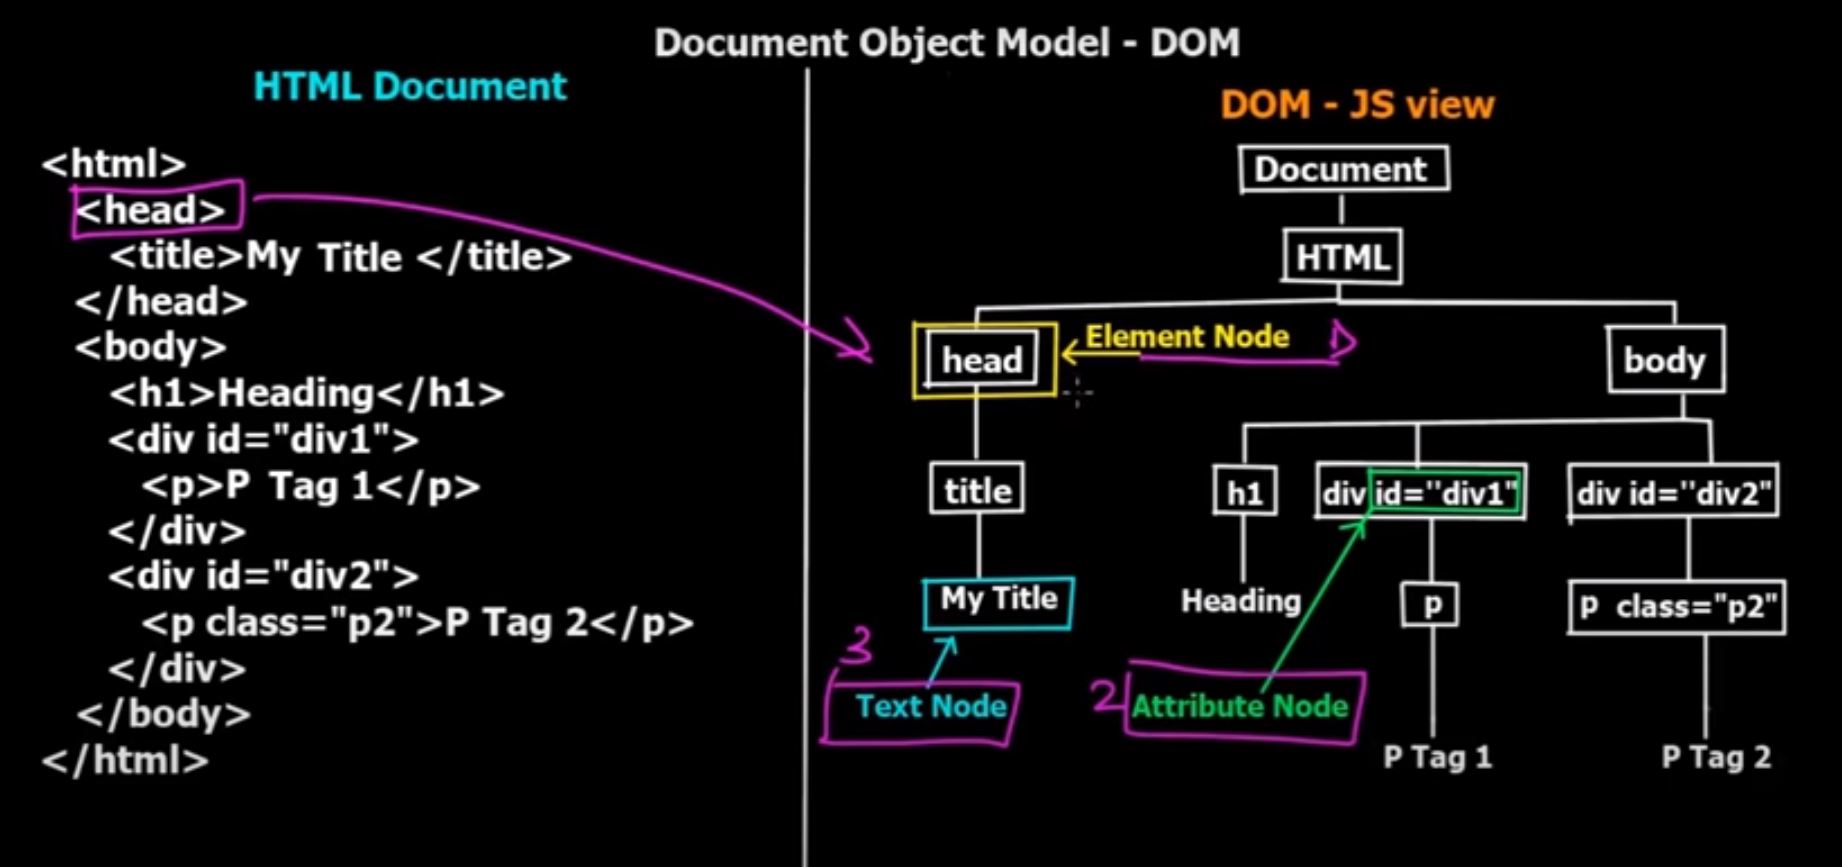 Document Object Model - DOM
HTML Document
<html>
<head>
<title>My Title </title>
</head>
<body>
<h1>Heading</h1>
<div id="div1">
<p>P Tag 1</p>
</div>
<div id="div2">
<p class="p2">P Tag 2</p>
</div>
</body>
</html>
DOM - JS view
Document
HTML
head
Element Node
body
title
h1
div id=''div1"
div id=''div2"
My Title
Heading
p
p class="p2"
3
Text Node
2
Attribute Node
P Tag 1
P Tag 2